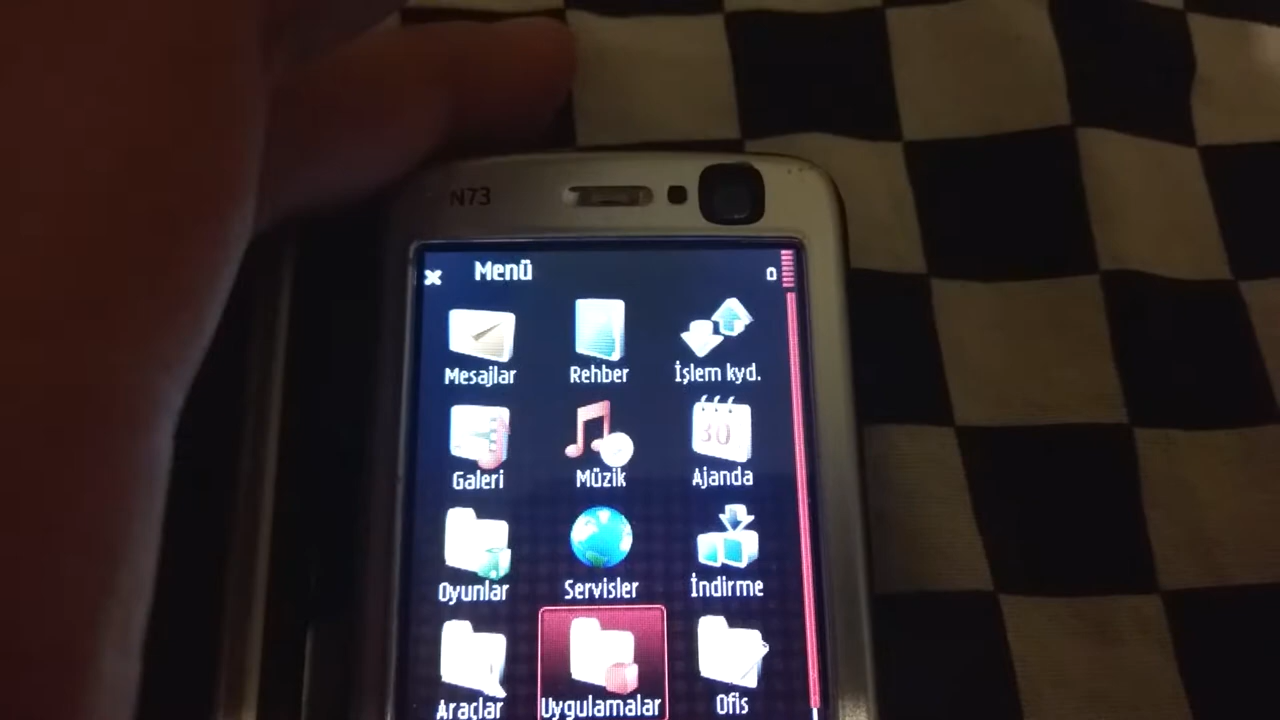 N73
Menü
Mesajlar
Rehber
İşlem kyd.
30
Galeri
Müzik
Ajanda
Oyunlar
Servisler
İndirme
Araçlar
Uygulamalar
Ofis